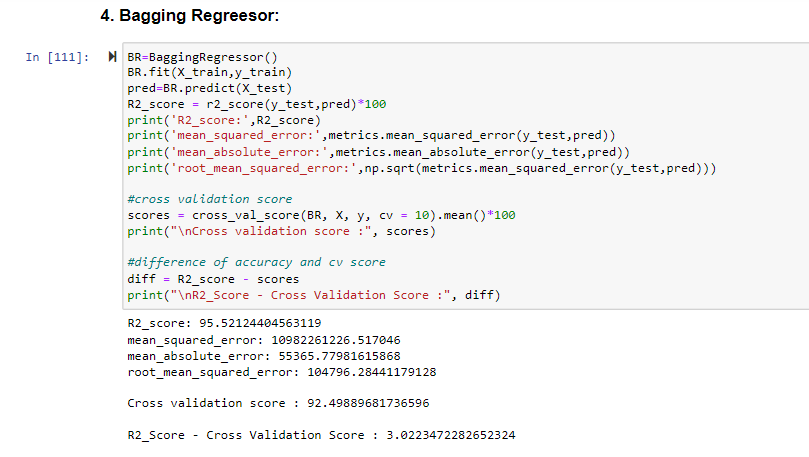 4. Bagging Regreesor:
In [111]:
BR=BaggingRegressor()
BR.fit(X_train,y_train)
pred=BR.predict(X_test)
R2_score = r2_score(y_test,pred)*100
print('R2_score:',R2_score)
print('mean_squared_error:',metrics.mean_squared_error(y_test,pred))
print('mean_absolute_error:',metrics.mean_absolute_error(y_test,pred))
print('root_mean_squared_error:',np.sqrt(metrics.mean_squared_error(y_test,pred)))
#cross validation score
scores = cross_val_score(BR, X, y, cv = 10).mean()*100
print("\nCross validation score :", scores)
#difference of accuracy and cv score
diff = R2_score - scores
print("\nR2_Score - Cross Validation Score :", diff)
R2_score: 95.52124404563119
mean_squared_error: 10982261226.517046
mean_absolute_error: 55365.77981615868
root_mean_squared_error: 104796.28441179128
Cross validation score : 92.49889681736596
R2_Score - Cross Validation Score : 3.0223472282652324